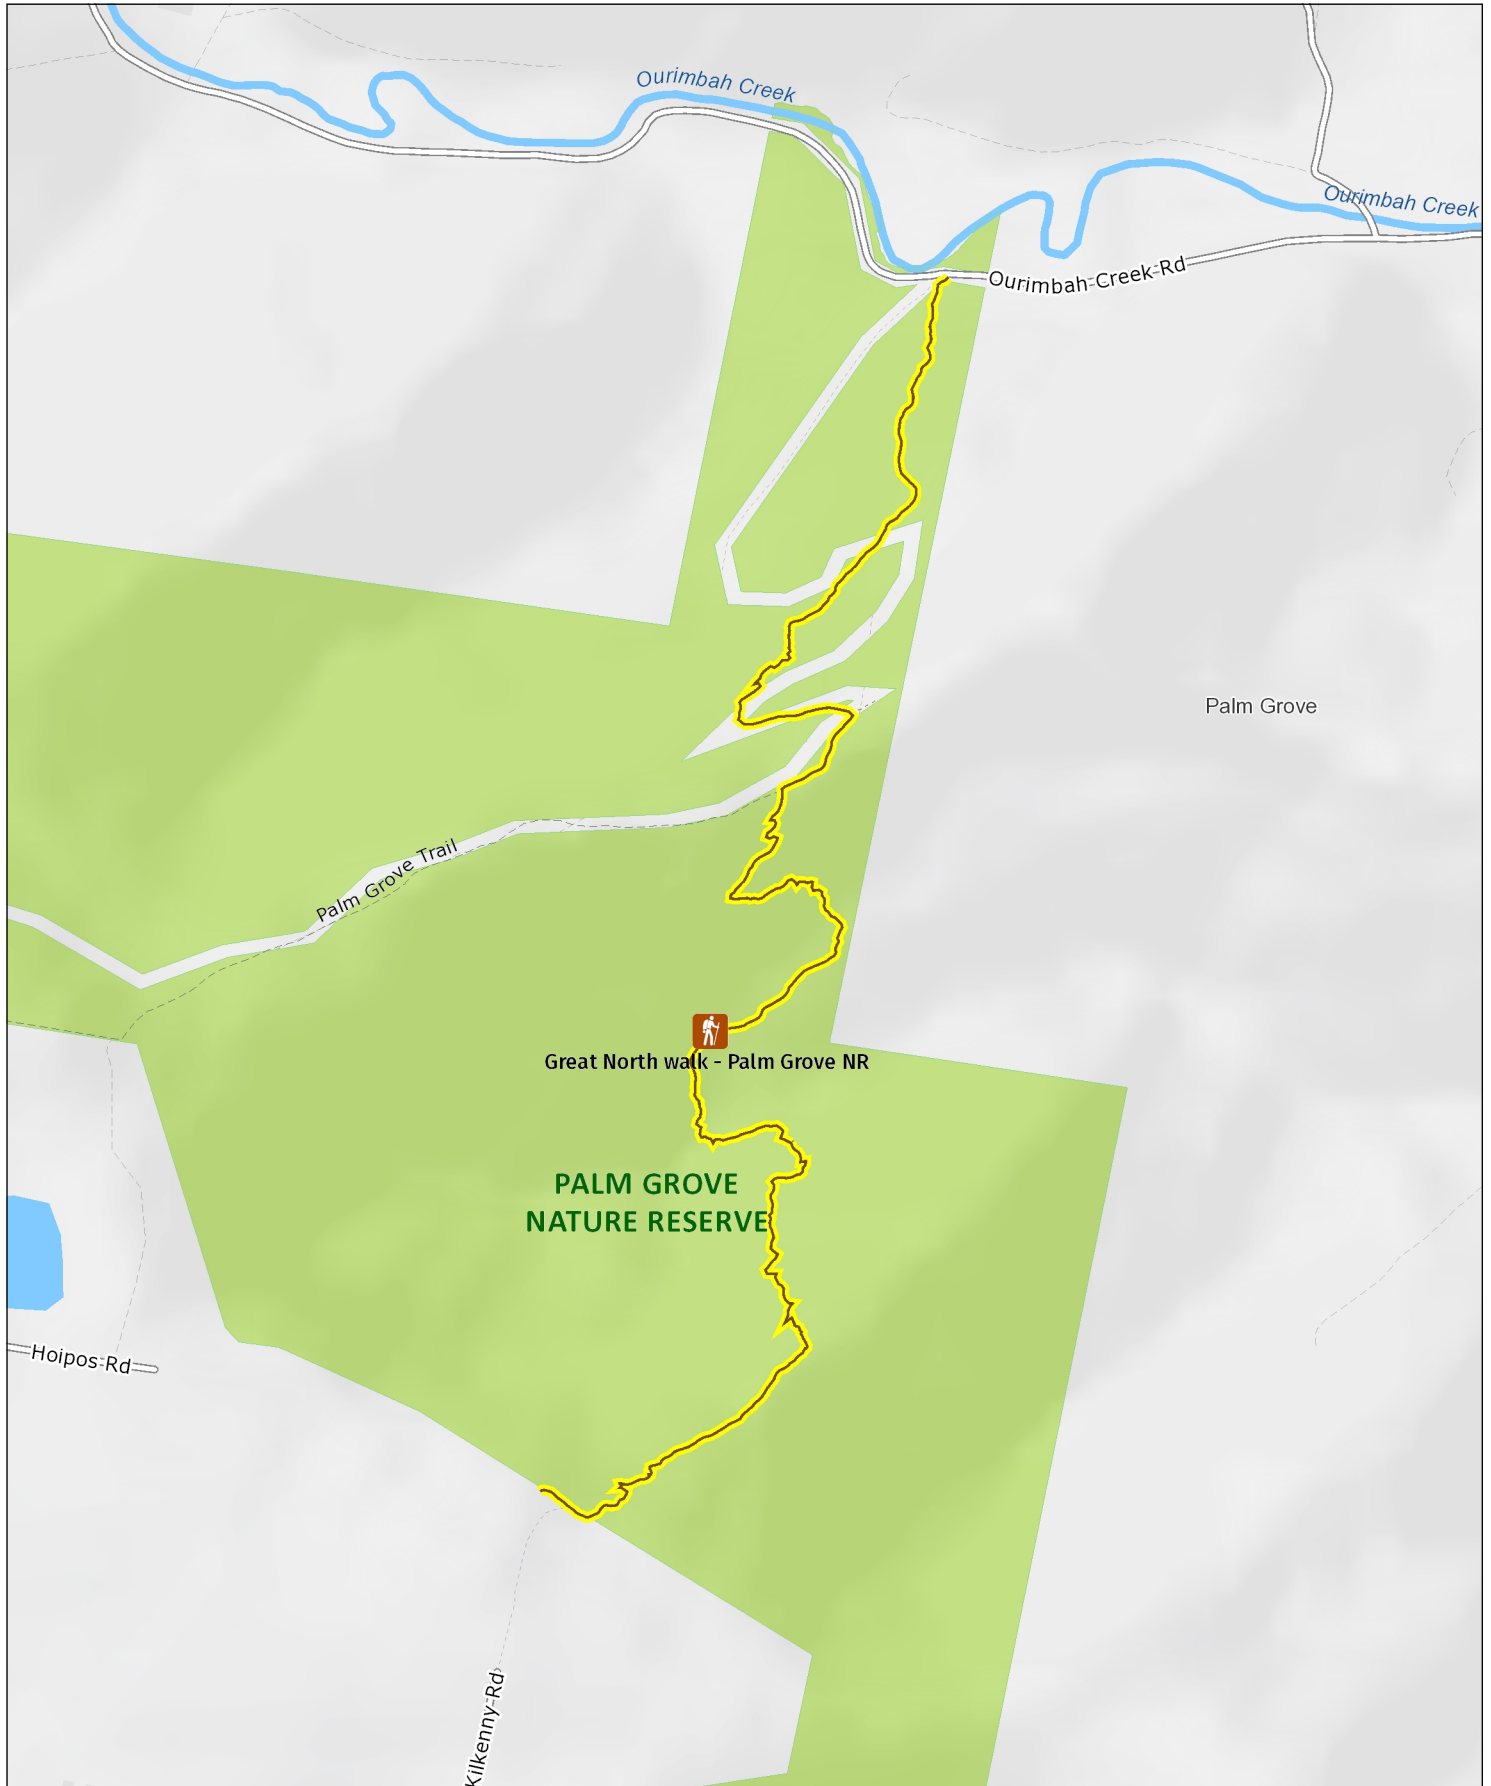 Ourimbah Creek
Ourimbah Creek
Ourimbah Creek Rd
Palm Grove
Palm Grove Trail
Great North walk - Palm Grove NR
PALM GROVE
NATURE RESERVE
Hoipos Rd
Kilkenny Rd